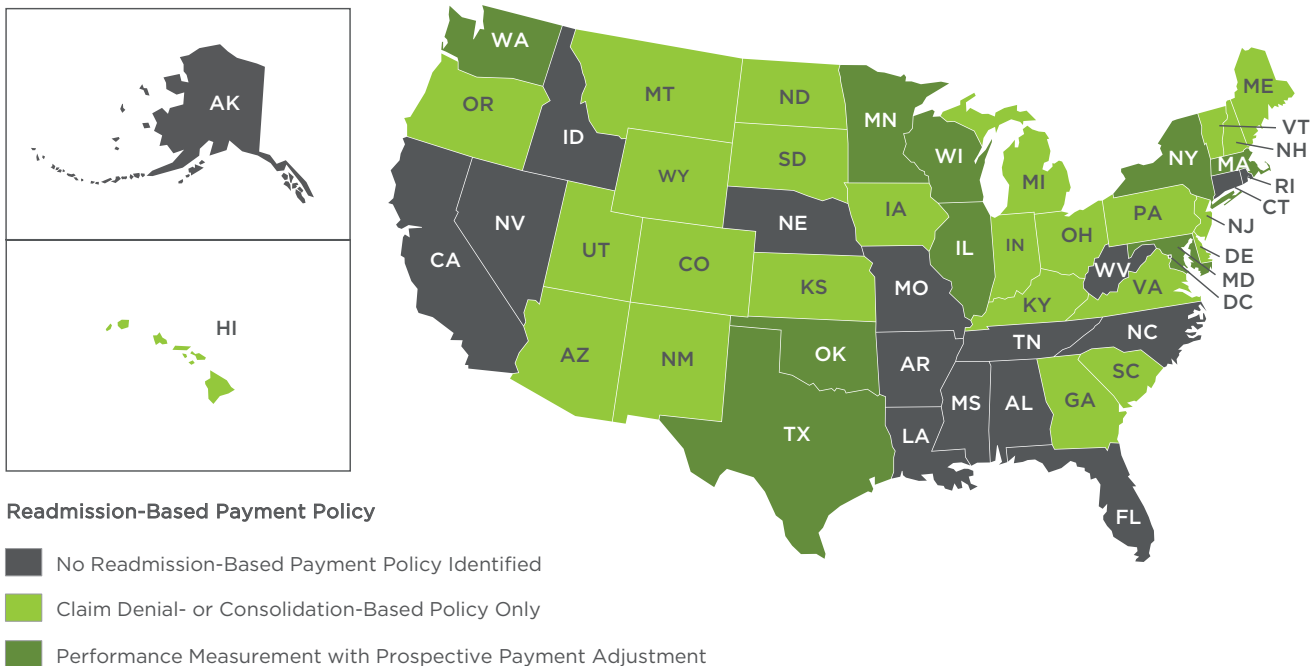 WA
ME
AK
MT
ND
OR
MN
VT
ID
NH
WI
SD
NY
MA
WY
MI
RI
CT
IA
PA
NE
NJ
NV
OH
IN
IL
UT
DE
CA
CO
WV
MD
KS
MO
VA
DC
KY
HI
NC
TN
AZ
NM
OK
AR
SC
MS
AL
GA
TX
LA
FL
Readmission-Based Payment Policy
No Readmission-Based Payment Policy Identified
Claim Denial- or Consolidation-Based Policy Only
Performance Measurement with Prospective Payment Adjustment